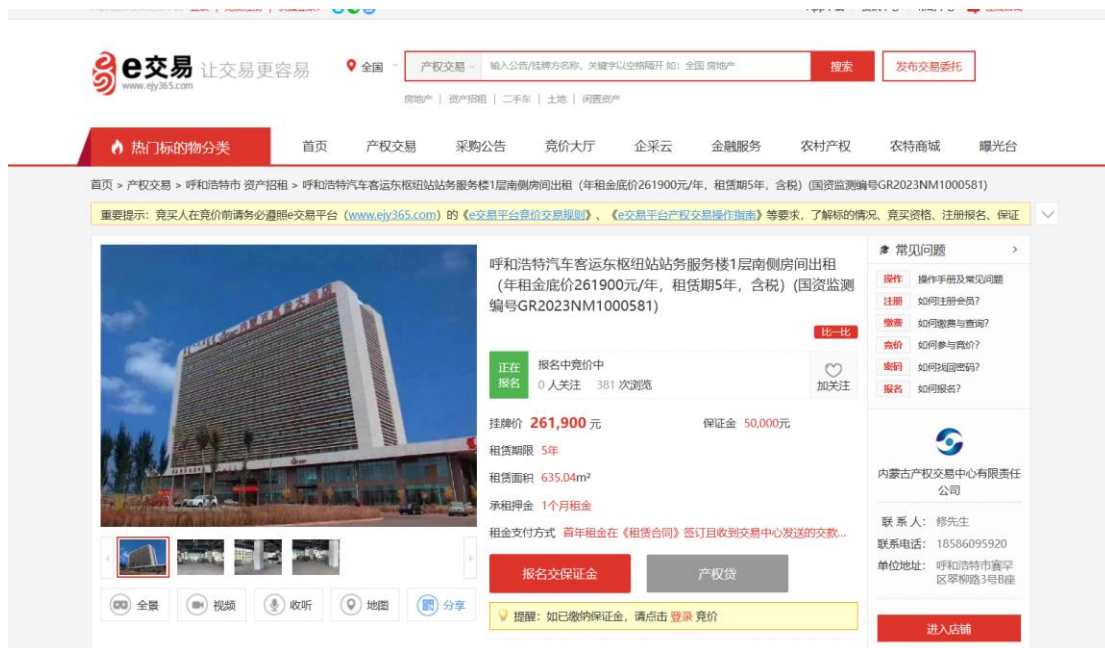 e交易 让交易更容易
www.ejy365.com
全国
产权交易
输入公告/挂牌方名称，关键字以空格隔开 如：全国 房地产
搜索
发布交易委托
房地产 | 资产招租 | 二手车 | 土地 | 闲置资产
热门标的物分类 首页 产权交易 采购公告 竞价大厅 企采云 金融服务 农村产权 农特商城 曝光台
首页 > 产权交易 > 呼和浩特市 资产招租 > 呼和浩特汽车客运东枢纽站站务服务楼1层南侧房间出租（年租金底价261900元/年，租赁期5年，含税）(国资监测编号GR2023NM1000581)
重要提示：竞买人在竞价前请务必遵照e交易平台（www.ejy365.com）的《e交易平台竞价交易规则》、《e交易平台产权交易操作指南》等要求，了解标的情况、竞买资格、注册报名、保证
呼和浩特汽车客运东枢纽站站务服务楼1层南侧房间出租
（年租金底价261900元/年，租赁期5年，含税）(国资监测
编号GR2023NM1000581)
比一比
正在
报名
报名中竞价中
0 人关注 381 次浏览
加关注
挂牌价 261,900 元 保证金 50,000元
租赁期限 5年
租赁面积 635.04m²
承租押金 1个月租金
租金支付方式 首年租金在《租赁合同》签订且收到交易中心发送的交款...
报名交保证金
产权贷
提醒：如已缴纳保证金，请点击 登录 竞价
全景 视频 收听 地图 分享
常见问题 >
操作 操作手册及常见问题
注册 如何注册会员?
缴费 如何缴费与查询?
竞价 如何参与竞价?
密码 如何找回密码?
报名 如何报名?
内蒙古产权交易中心有限责任
公司
联系人： 修先生
联系电话： 18586095920
单位地址： 呼和浩特市赛罕
区翠柳路3号B座
进入店铺